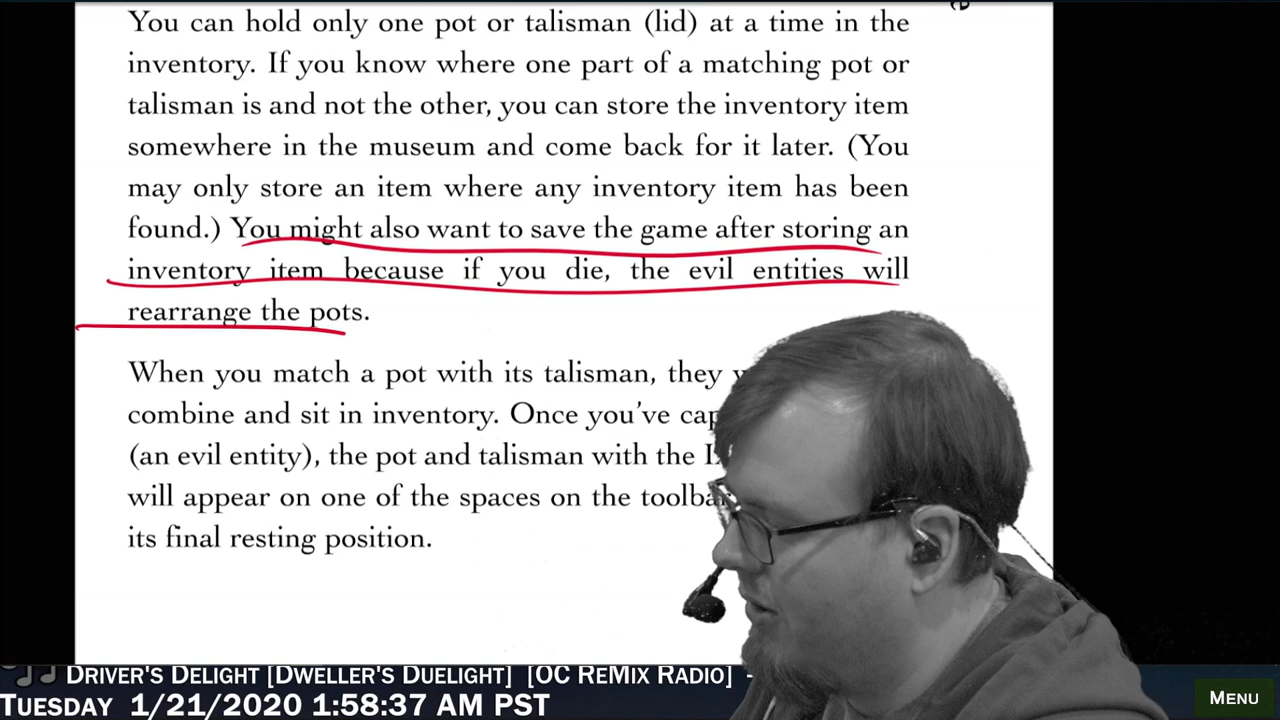 You can hold only one pot or talisman (lid) at a time in the
inventory. If you know where one part of a matching pot or
talisman is and not the other, you can store the inventory item
somewhere in the museum and come back for it later. (You
may only store an item where any inventory item has been
found.) You might also want to save the game after storing an
inventory item because if you die, the evil entities will
rearrange the pots.
When you match a pot with its talisman, they
combine and sit in inventory. Once you've
(an evil entity), the pot and talisman with the
will appear on one of the spaces on the
its final resting position.
DRIVER'S DELIGHT [DWELLER'S DUELIGHT] [OC REMIX RADIO] -
TUESDAY 1/21/2020 1:58:37 AM PST
MENU